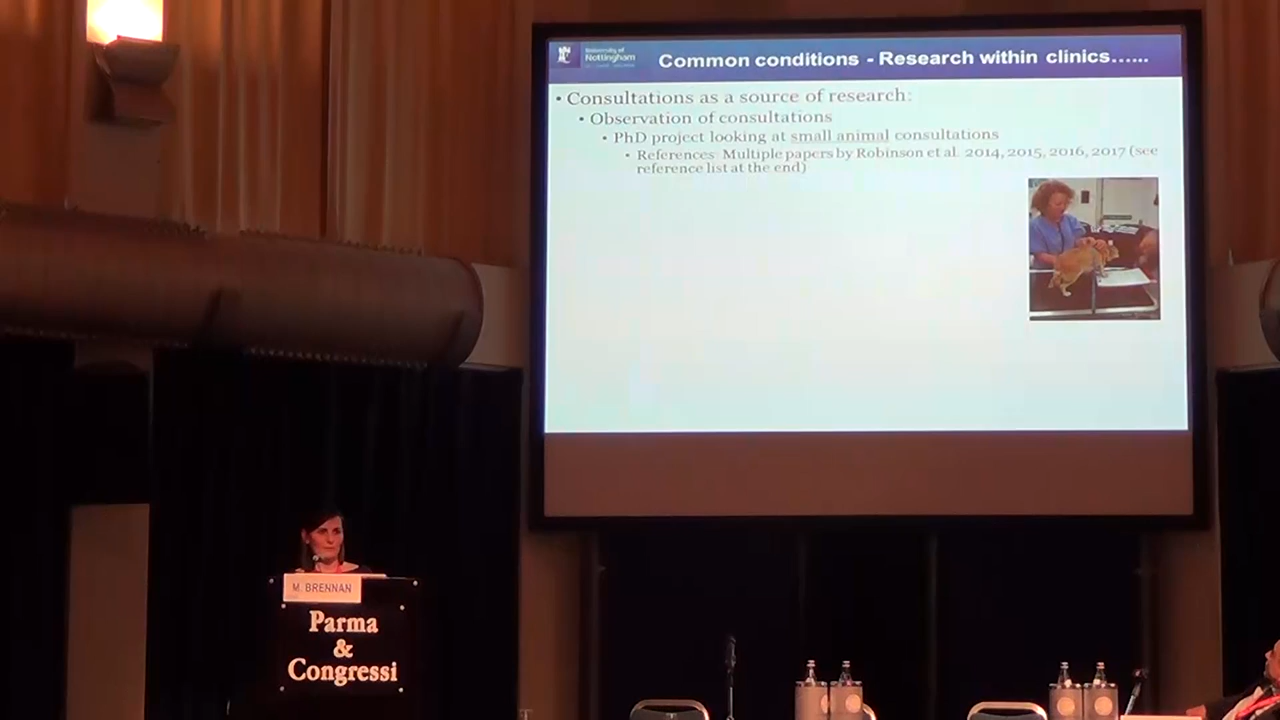 University of
Nottingham
Common conditions - Research within clinics......
• Consultations as a source of research:
• Observation of consultations
• PhD project looking at small animal consultations
• References: Multiple papers by Robinson et al. 2014, 2015, 2016, 2017 (see
reference list at the end)
M. BRENNAN
Parma
&
Congressi